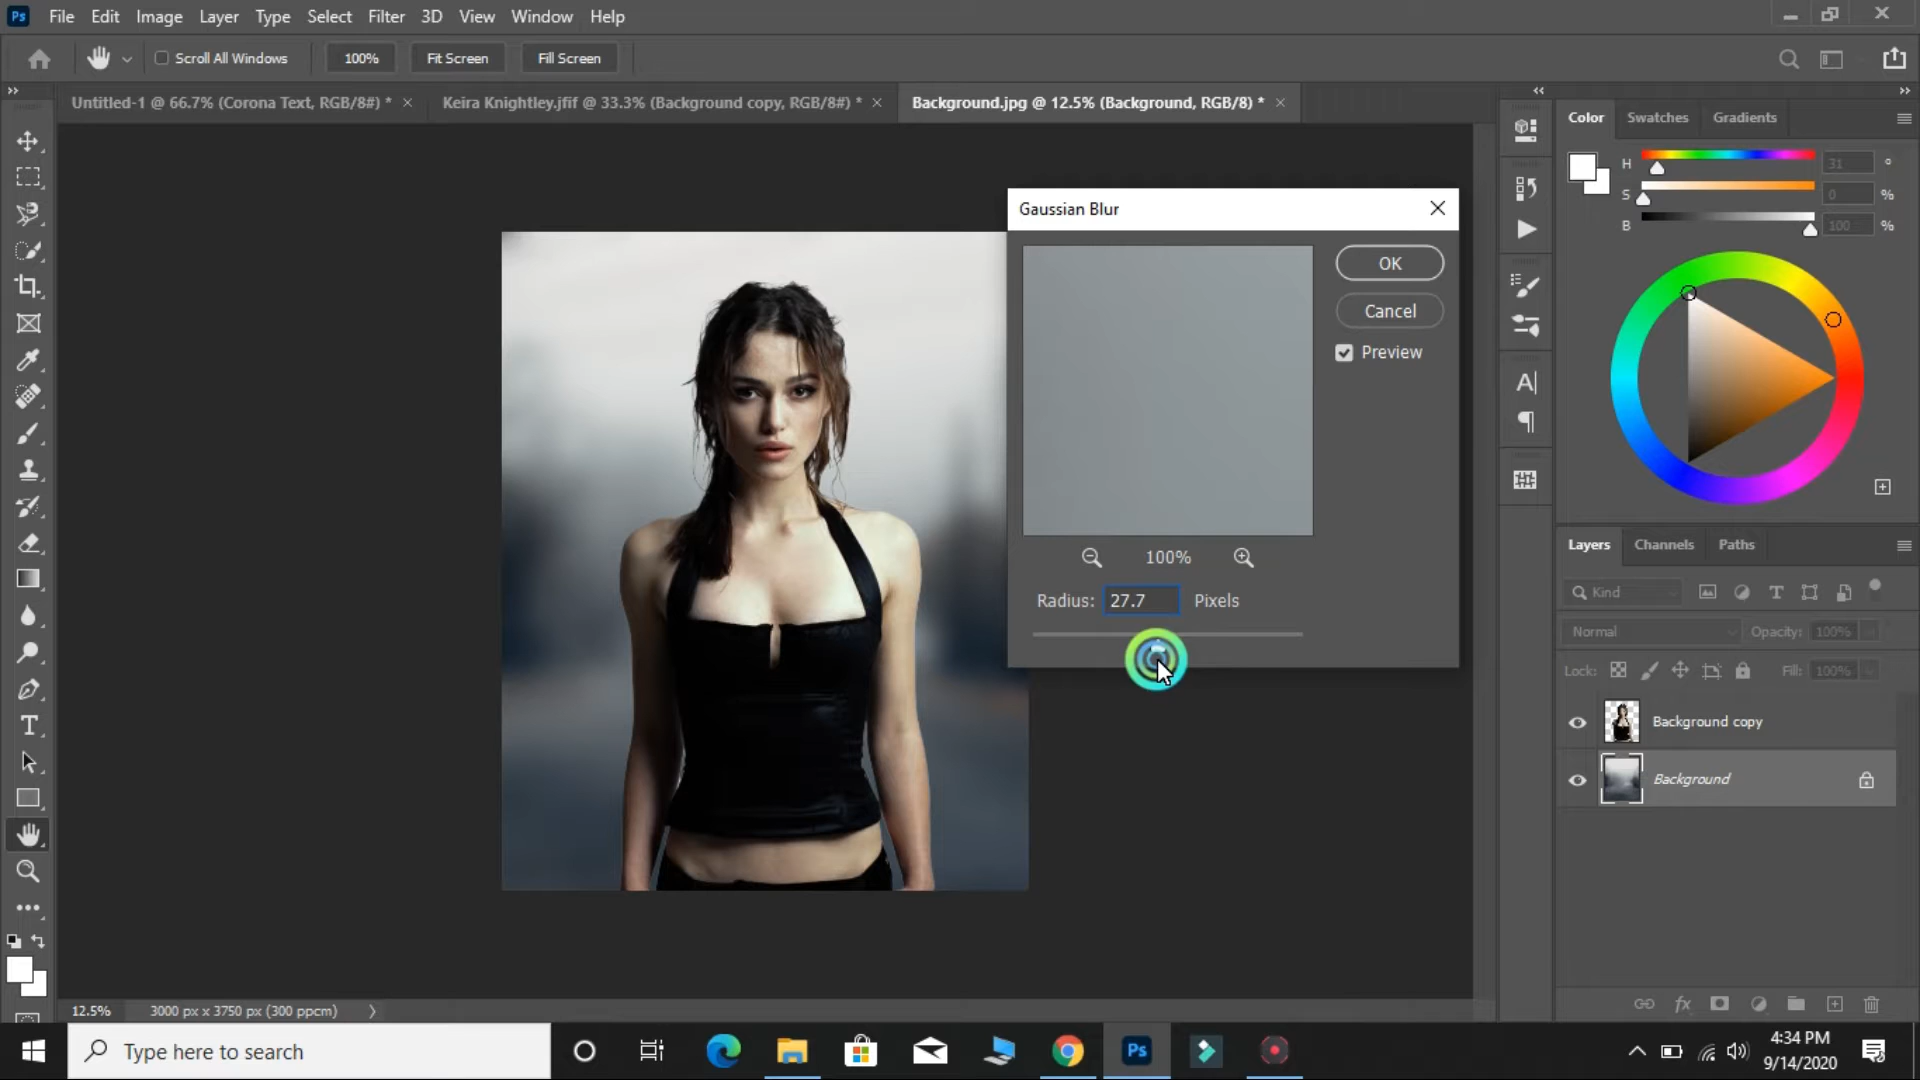 Ps File Edit Image Layer Type Select Filter 3D View Window Help
Scroll All Windows 100% Fit Screen Fill Screen
Untitled-1 @ 66.7% (Corona Text, RGB/8#) * × Keira Knightley.jfif @ 33.3% (Background copy, RGB/8#) * × Background.jpg @ 12.5% (Background, RGB/8) * ×
Color Swatches Gradients
H 31 °
S 0 %
B 100 %
Gaussian Blur
OK
Cancel
Preview
100%
Radius: 27.7 Pixels
Layers Channels Paths
Kind
Normal Opacity: 100%
Lock: Fill: 100%
Background copy
Background
12.5% 3000 px x 3750 px (300 ppcm)
Type here to search
Ps
4:34 PM
9/14/2020